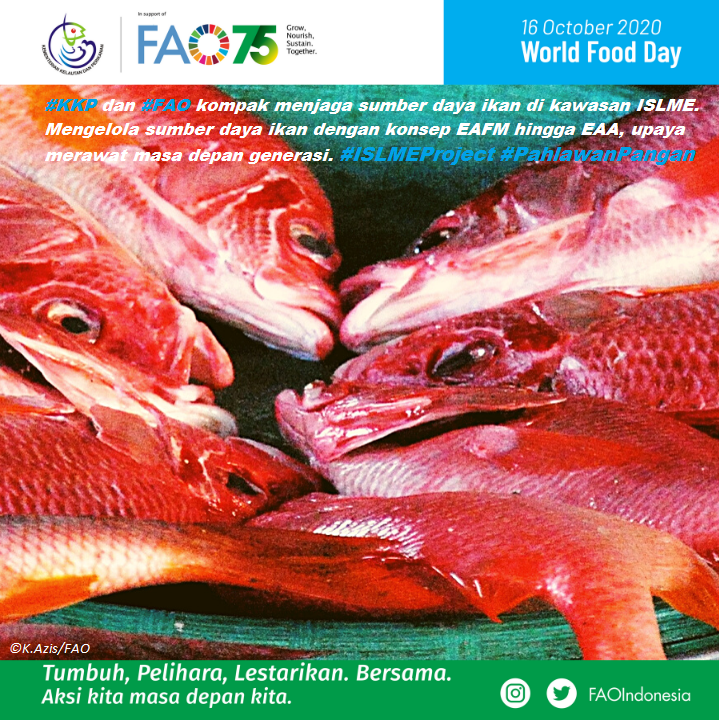 In support of
FAO75
Grow,
Nourish,
Sustain.
Together.
KEMENTERIAN KELAUTAN DAN PERIKANAN
16 October 2020
World Food Day
#KKP dan #FAO kompak menjaga sumber daya ikan di kawasan ISLME.
Mengelola sumber daya ikan dengan konsep EAFM hingga EAA, upaya
merawat masa depan generasi. #ISLMEProject #PahlawanPangan
©K.Azis/FAO
Tumbuh, Pelihara, Lestarikan. Bersama.
Aksi kita masa depan kita.
FAOIndonesia